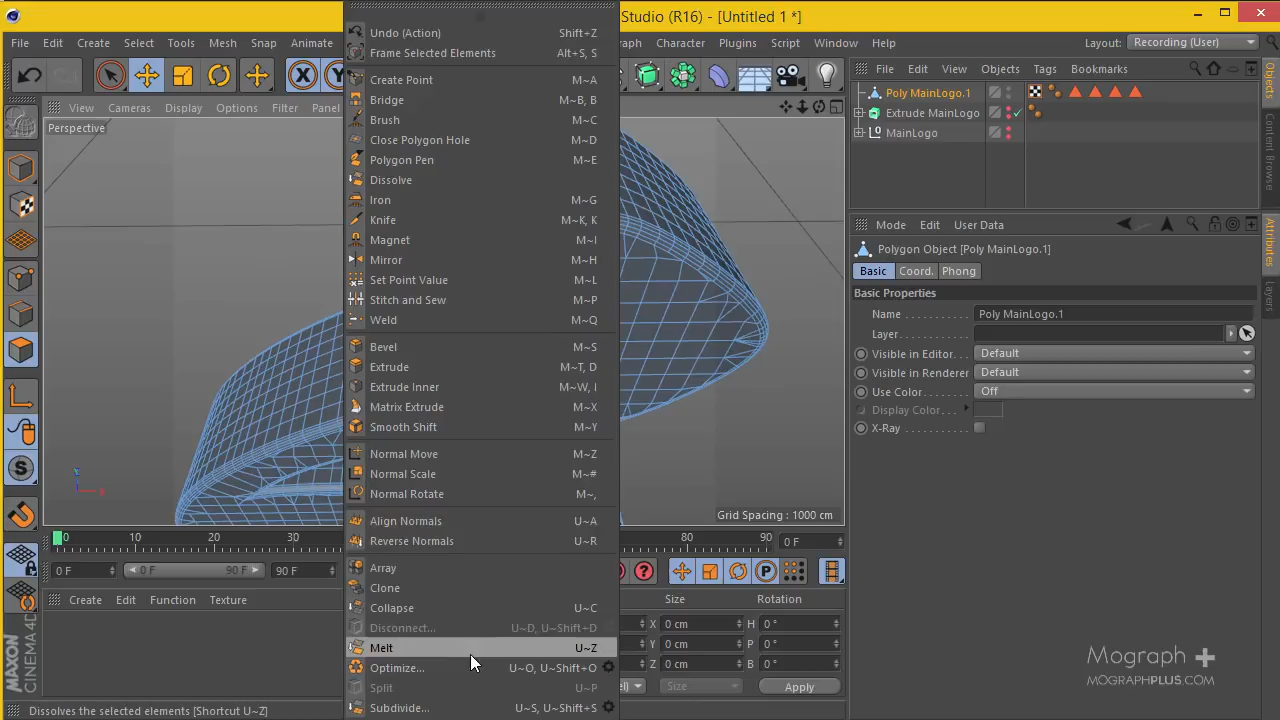 Studio (R16) - [Untitled 1 *]
File Edit Create Select Tools Mesh Snap Animate
Character Plugins Script Window Help
Layout: Recording (User)
View Cameras Display Options Filter Panel
Perspective
Undo (Action) Shift+Z
Frame Selected Elements Alt+S, S
Create Point M~A
Bridge M~B, B
Brush M~C
Close Polygon Hole M~D
Polygon Pen M~E
Dissolve
Iron M~G
Knife M~K, K
Magnet M~I
Mirror M~H
Set Point Value M~L
Stitch and Sew M~P
Weld M~Q
Bevel M~S
Extrude M~T, D
Extrude Inner M~W, I
Matrix Extrude M~X
Smooth Shift M~Y
Normal Move M~Z
Normal Scale M~#
Normal Rotate M~,
Align Normals U~A
Reverse Normals U~R
Array
Clone
Collapse U~C
Disconnect... U~D, U~Shift+D
Melt U~Z
Optimize... U~O, U~Shift+O
Split U~P
Subdivide... U~S, U~Shift+S
File Edit View Objects Tags Bookmarks
Poly MainLogo.1
Extrude MainLogo
MainLogo
Objects
Content Browser
Mode Edit User Data
Polygon Object [Poly MainLogo.1]
Basic Coord. Phong
Basic Properties
Name Poly MainLogo.1
Layer
Visible in Editor Default
Visible in Renderer Default
Use Color Off
Display Color
X-Ray
Attributes
Layers
X
Y
Y
X
Grid Spacing : 1000 cm
0 10 20 30 80 90 0 F
0 F 0 F 90 F 90 F
Create Edit Function Texture
Size Rotation
X 0 cm H 0 °
Y 0 cm P 0 °
Z 0 cm B 0 °
Size Apply
MAXON
CINEMA 4D
Dissolves the selected elements [Shortcut U~Z]
Mograph +
MOGRAPHPLUS.COM